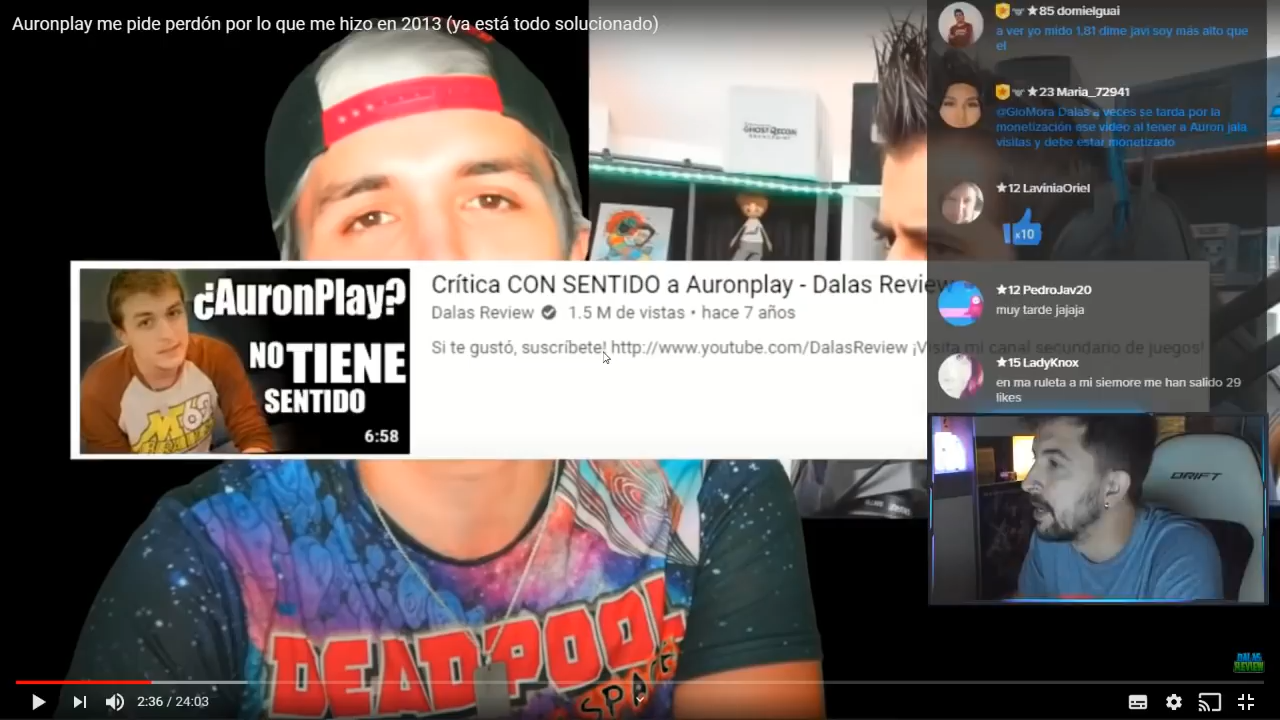 Auronplay me pide perdón por lo que me hizo en 2013 (ya está todo solucionado)
★85 domielguai
a ver yo mido 1,81 dime javi soy más alto que
el
★23 Maria_72941
@GloMora Dalas a veces se tarda por la
monetización ese video al tener a Auron jala
visitas y debe estar monetizado
★12 LaviniaOriel
x10
★12 PedroJav20
muy tarde jajaja
★15 LadyKnox
en ma ruleta a mi siemore me han salido 29
likes
GHOST RECON
¿AuronPlay?
NO TIENE
SENTIDO
6:58
Crítica CON SENTIDO a Auronplay - Dalas Review
Dalas Review 1.5 M de vistas • hace 7 años
Si te gustó, suscríbete! http://www.youtube.com/DalasReview ¡Visita mi canal secundario de juegos!
DRIFT
DEADPOOL
DALAS
REVIEW
2:36 / 24:03